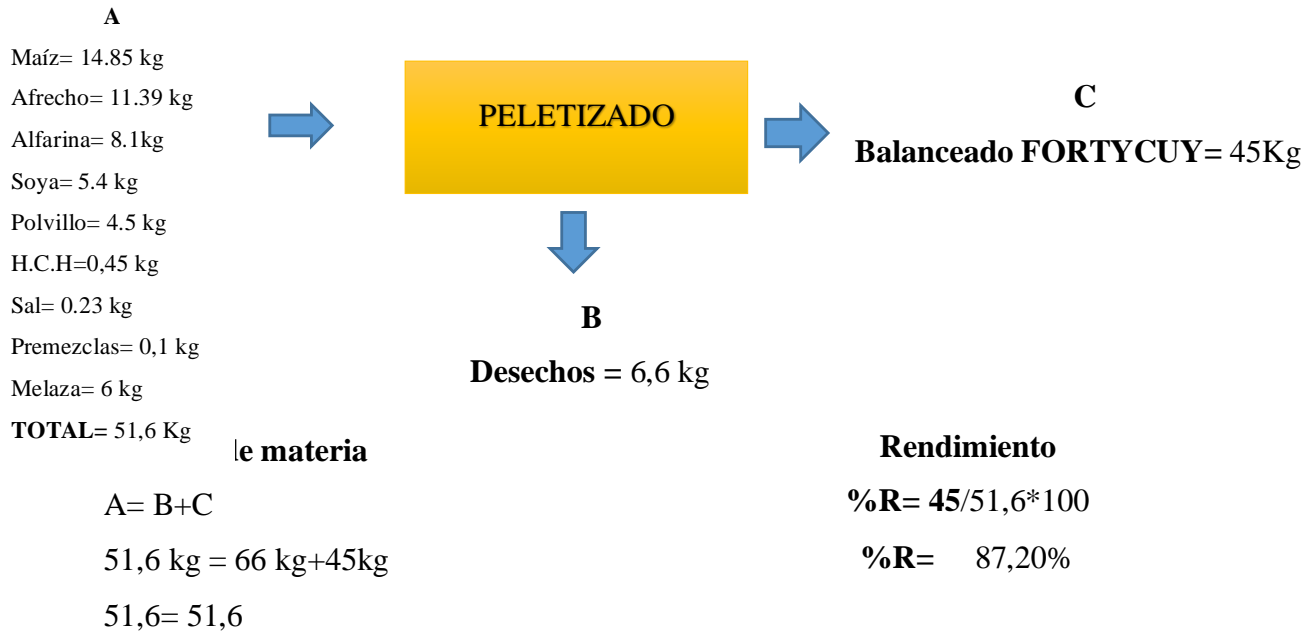 A
Maíz= 14.85 kg
Afrecho= 11.39 kg
Alfarina= 8.1kg
Soya= 5.4 kg
Polvillo= 4.5 kg
H.C.H=0,45 kg
Sal= 0.23 kg
Premezclas= 0,1 kg
Melaza= 6 kg
TOTAL= 51,6 Kg
PELETIZADO
C
Balanceado FORTYCUY= 45Kg
B
Desechos = 6,6 kg
e materia
A= B+C
51,6 kg = 66 kg+45kg
51,6= 51,6
Rendimiento
%R= 45/51,6*100
%R= 87,20%